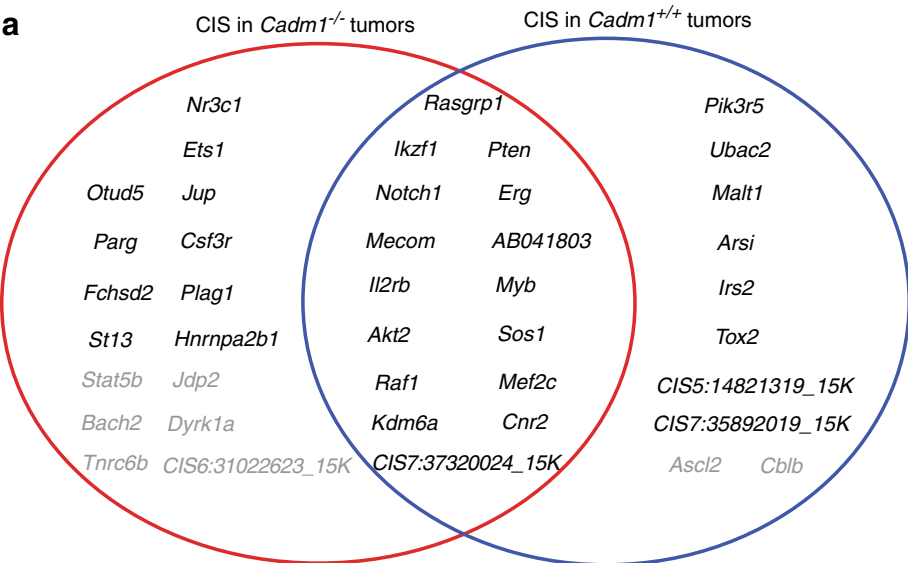 a
CIS in Cadm1-/- tumors
CIS in Cadm1+/+ tumors
Nr3c1
Ets1
Otud5 Jup
Parg Csf3r
Fchsd2 Plag1
St13 Hnrnpa2b1
Stat5b Jdp2
Bach2 Dyrk1a
Tnrc6b CIS6:31022623_15K
Rasgrp1
Ikzf1 Pten
Notch1 Erg
Mecom AB041803
Il2rb Myb
Akt2 Sos1
Raf1 Mef2c
Kdm6a Cnr2
CIS7:37320024_15K
Pik3r5
Ubac2
Malt1
Arsi
Irs2
Tox2
CIS5:14821319_15K
CIS7:35892019_15K
Ascl2 Cblb